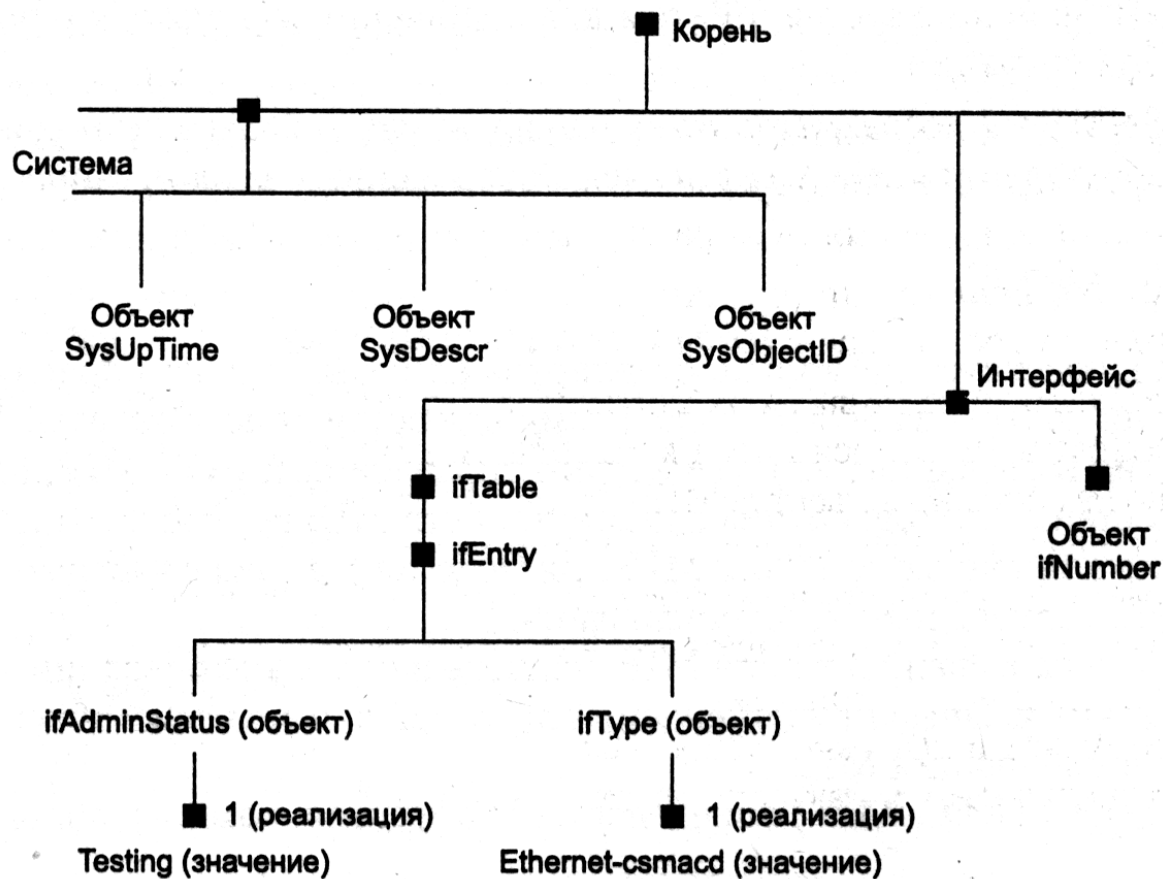 Корень
Система
Объект
SysUpTime
Объект
SysDescr
Объект
SysObjectID
Интерфейс
ifTable
ifEntry
Объект
ifNumber
ifAdminStatus (объект)
ifType (объект)
1 (реализация)
1 (реализация)
Testing (значение)
Ethernet-csmacd (значение)